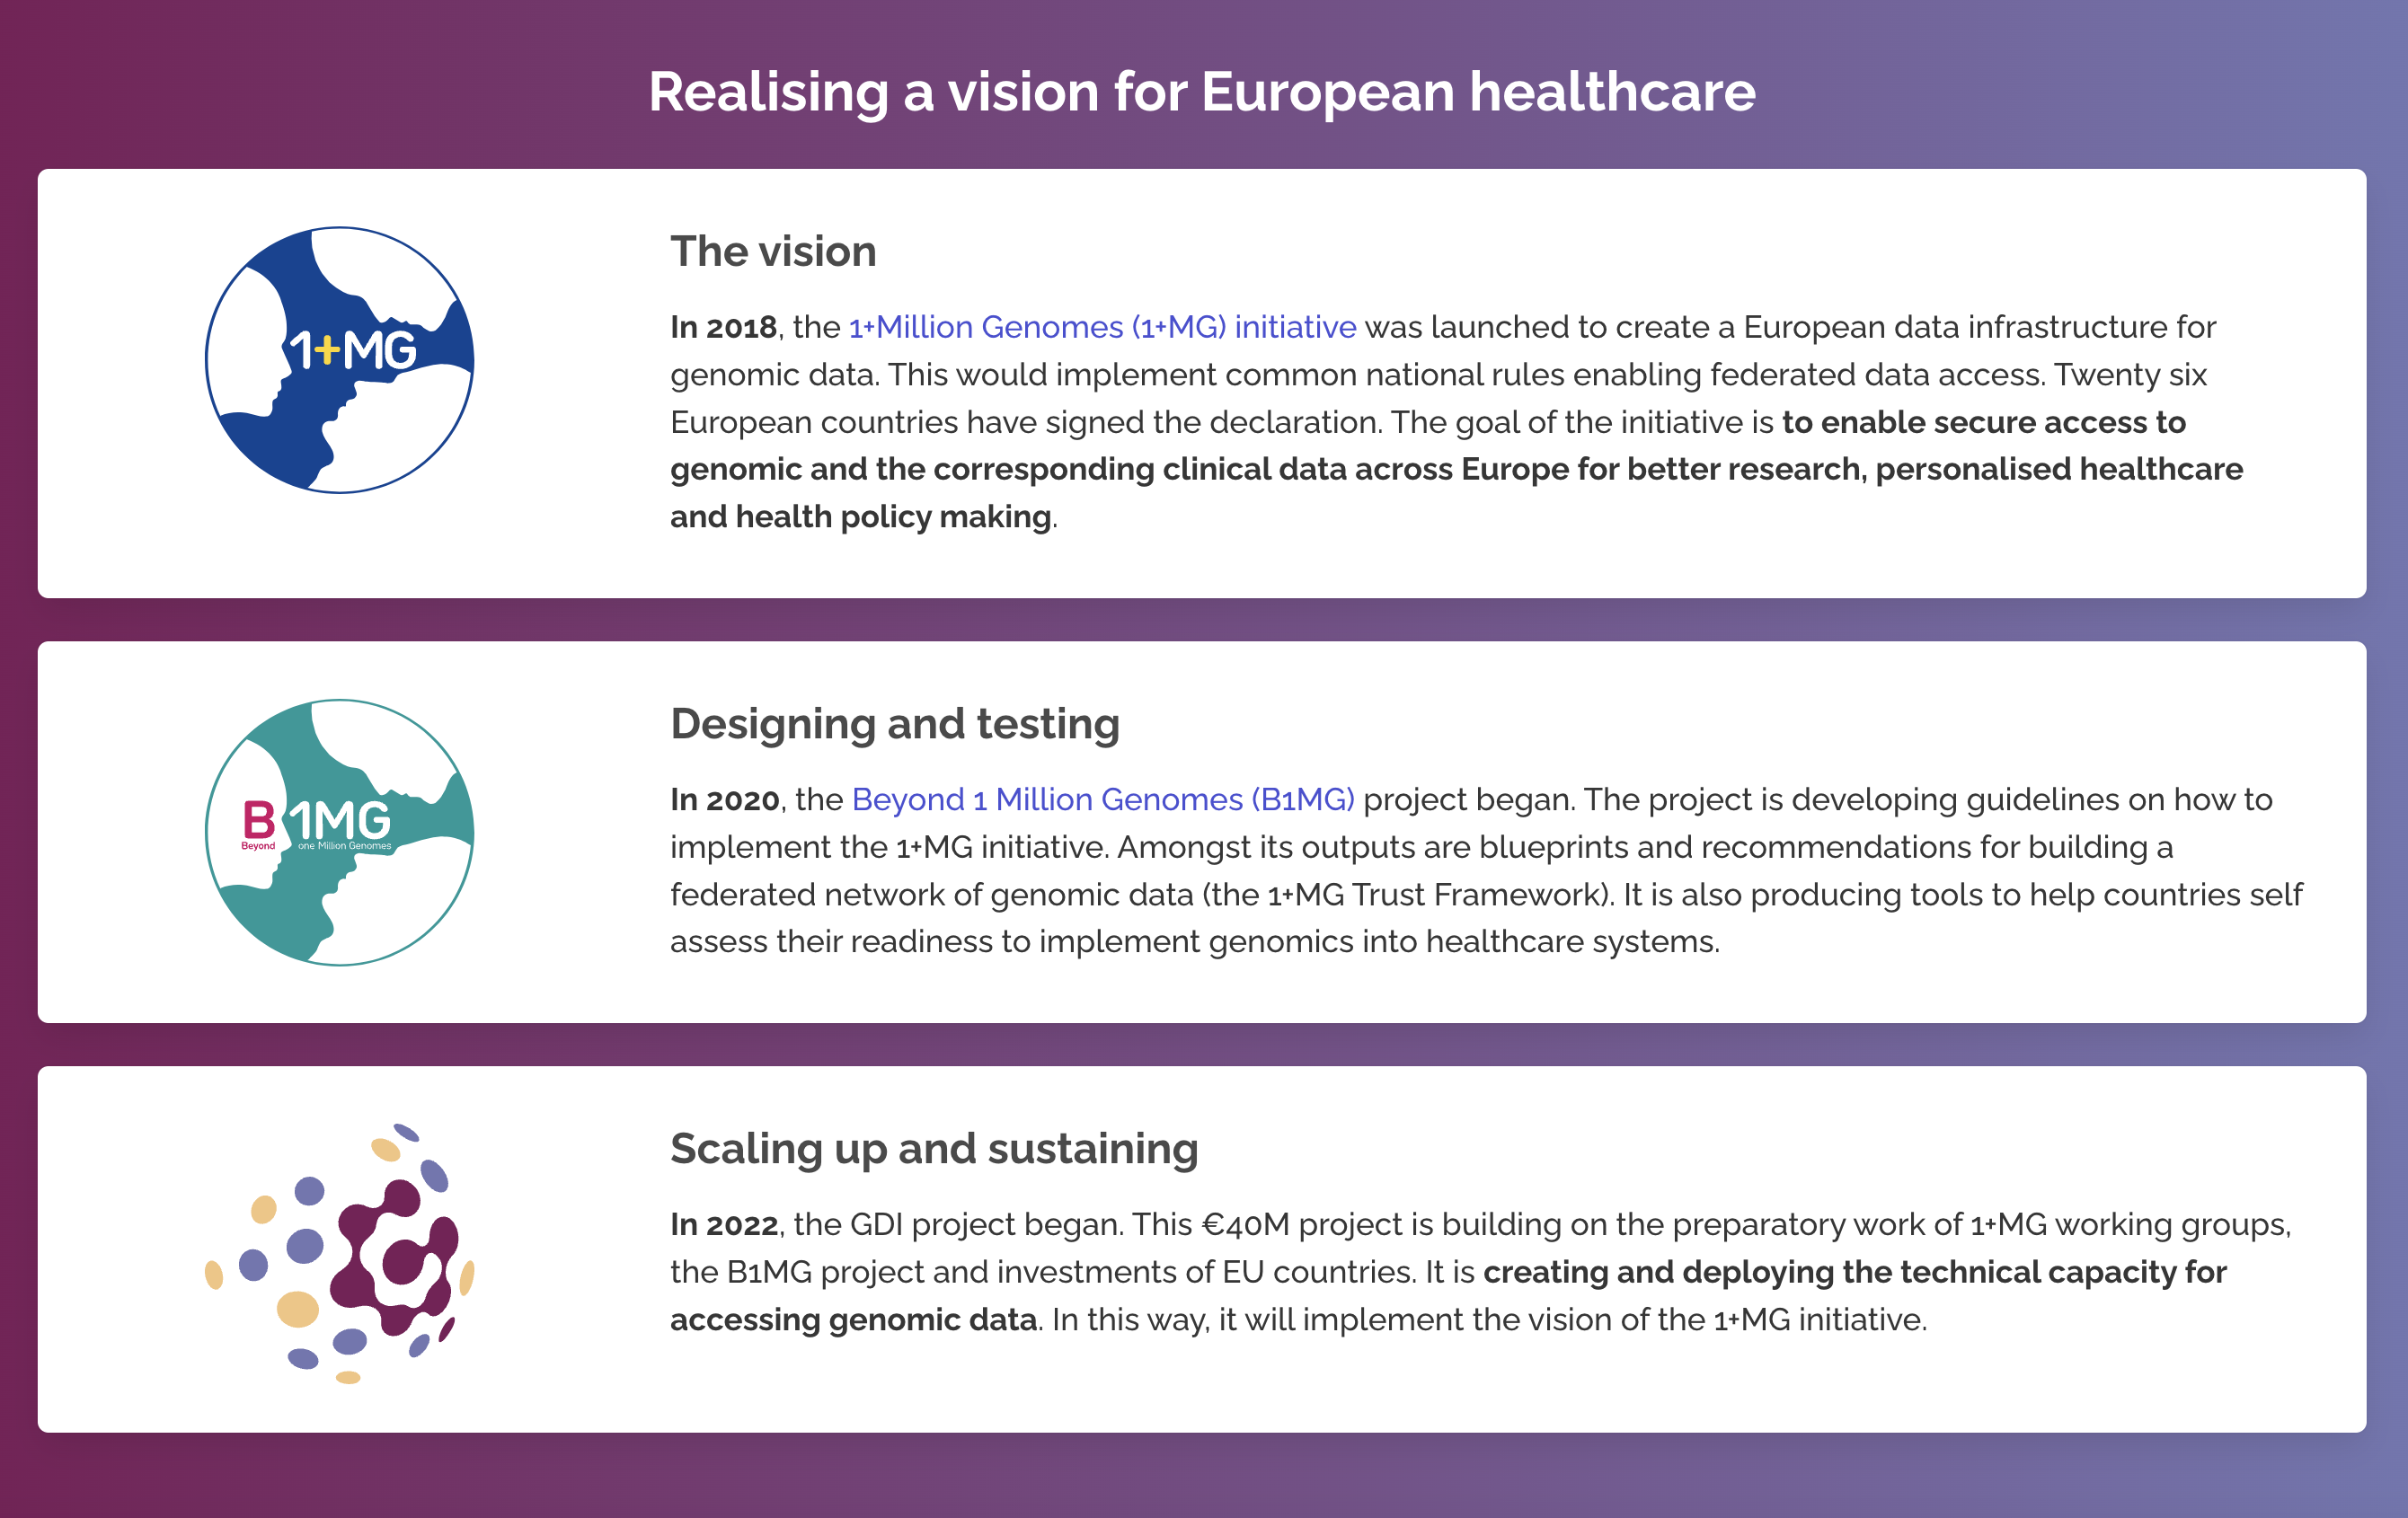 Realising a vision for European healthcare
1+MG
The vision
In 2018, the 1+Million Genomes (1+MG) initiative was launched to create a European data infrastructure for
genomic data. This would implement common national rules enabling federated data access. Twenty six
European countries have signed the declaration. The goal of the initiative is to enable secure access to
genomic and the corresponding clinical data across Europe for better research, personalised healthcare
and health policy making.
B1MG
Beyond one Million Genomes
Designing and testing
In 2020, the Beyond 1 Million Genomes (B1MG) project began. The project is developing guidelines on how to
implement the 1+MG initiative. Amongst its outputs are blueprints and recommendations for building a
federated network of genomic data (the 1+MG Trust Framework). It is also producing tools to help countries self
assess their readiness to implement genomics into healthcare systems.
Scaling up and sustaining
In 2022, the GDI project began. This €40M project is building on the preparatory work of 1+MG working groups,
the B1MG project and investments of EU countries. It is creating and deploying the technical capacity for
accessing genomic data. In this way, it will implement the vision of the 1+MG initiative.